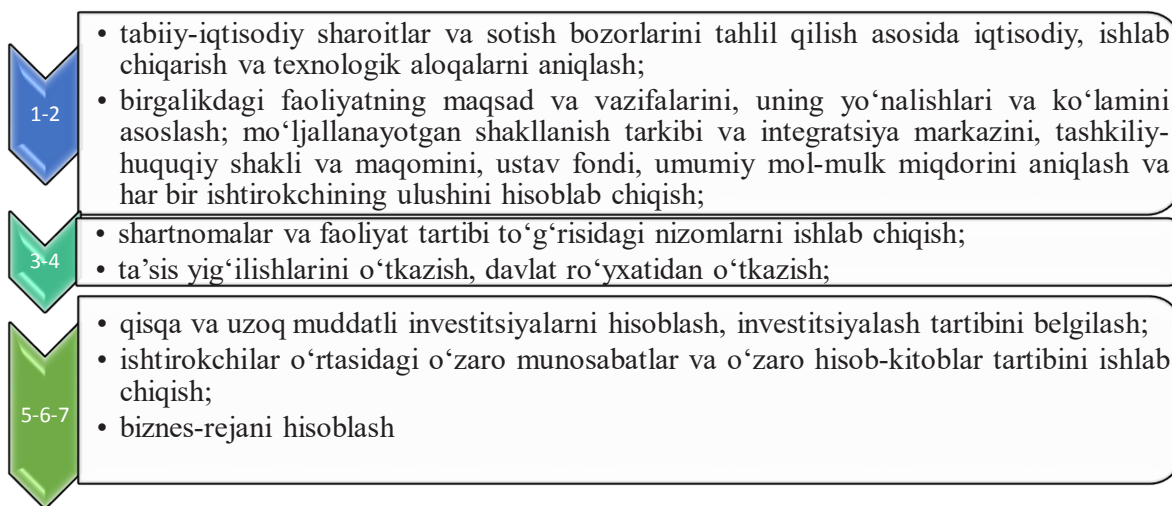 1-2
• tabiiy-iqtisodiy sharoitlar va sotish bozorlarini tahlil qilish asosida iqtisodiy, ishlab
chiqarish va texnologik aloqalarni aniqlash;
• birgalikdagi faoliyatning maqsad va vazifalarini, uning yo‘nalishlari va ko‘lamini
asoslash; mo‘ljallanayotgan shakllanish tarkibi va integratsiya markazini, tashkiliy-
huquqiy shakli va maqomini, ustav fondi, umumiy mol-mulk miqdorini aniqlash va
har bir ishtirokchining ulushini hisoblab chiqish;
3-4
• shartnomalar va faoliyat tartibi to‘g‘risidagi nizomlarni ishlab chiqish;
• ta’sis yig‘ilishlarini o‘tkazish, davlat ro‘yxatidan o‘tkazish;
5-6-7
• qisqa va uzoq muddatli investitsiyalarni hisoblash, investitsiyalash tartibini belgilash;
• ishtirokchilar o‘rtasidagi o‘zaro munosabatlar va o‘zaro hisob-kitoblar tartibini ishlab
chiqish;
• biznes-rejani hisoblash